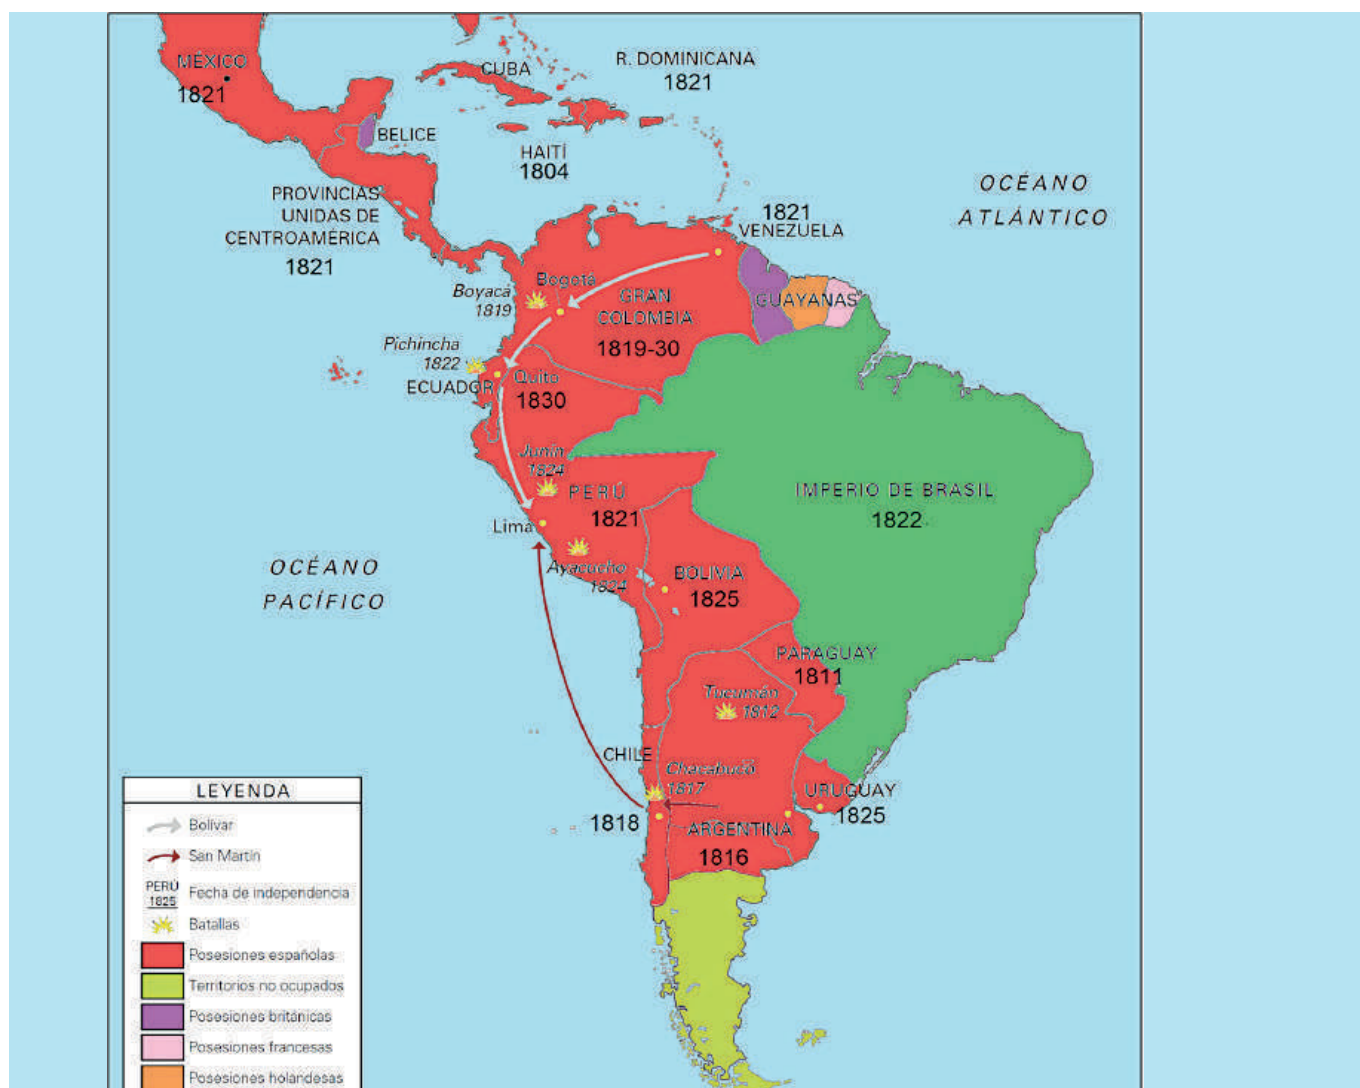 MÉXICO
1821
CUBA
R. DOMINICANA
1821
BELICE
HAITÍ
1804
OCÉANO
ATLÁNTICO
PROVINCIAS
UNIDAS DE
CENTROAMÉRICA
1821
1821
VENEZUELA
Bogotá
Boyacá
1819
GRAN
COLOMBIA
1819-30
GUAYANAS
Pichincha
1822
ECUADOR
Quito
1830
Junín
1824
PERÚ
1821
IMPERIO DE BRASIL
1822
Lima
Ayacucho
1824
OCÉANO
PACÍFICO
BOLIVIA
1825
PARAGUAY
1811
Tucumán
1812
CHILE
Chacabuco
1817
1818
URUGUAY
1825
ARGENTINA
1816
LEYENDA
Bolívar
San Martín
PERÚ
1825
Fecha de independencia
Batallas
Posesiones españolas
Territorios no ocupados
Posesiones británicas
Posesiones francesas
Posesiones holandesas